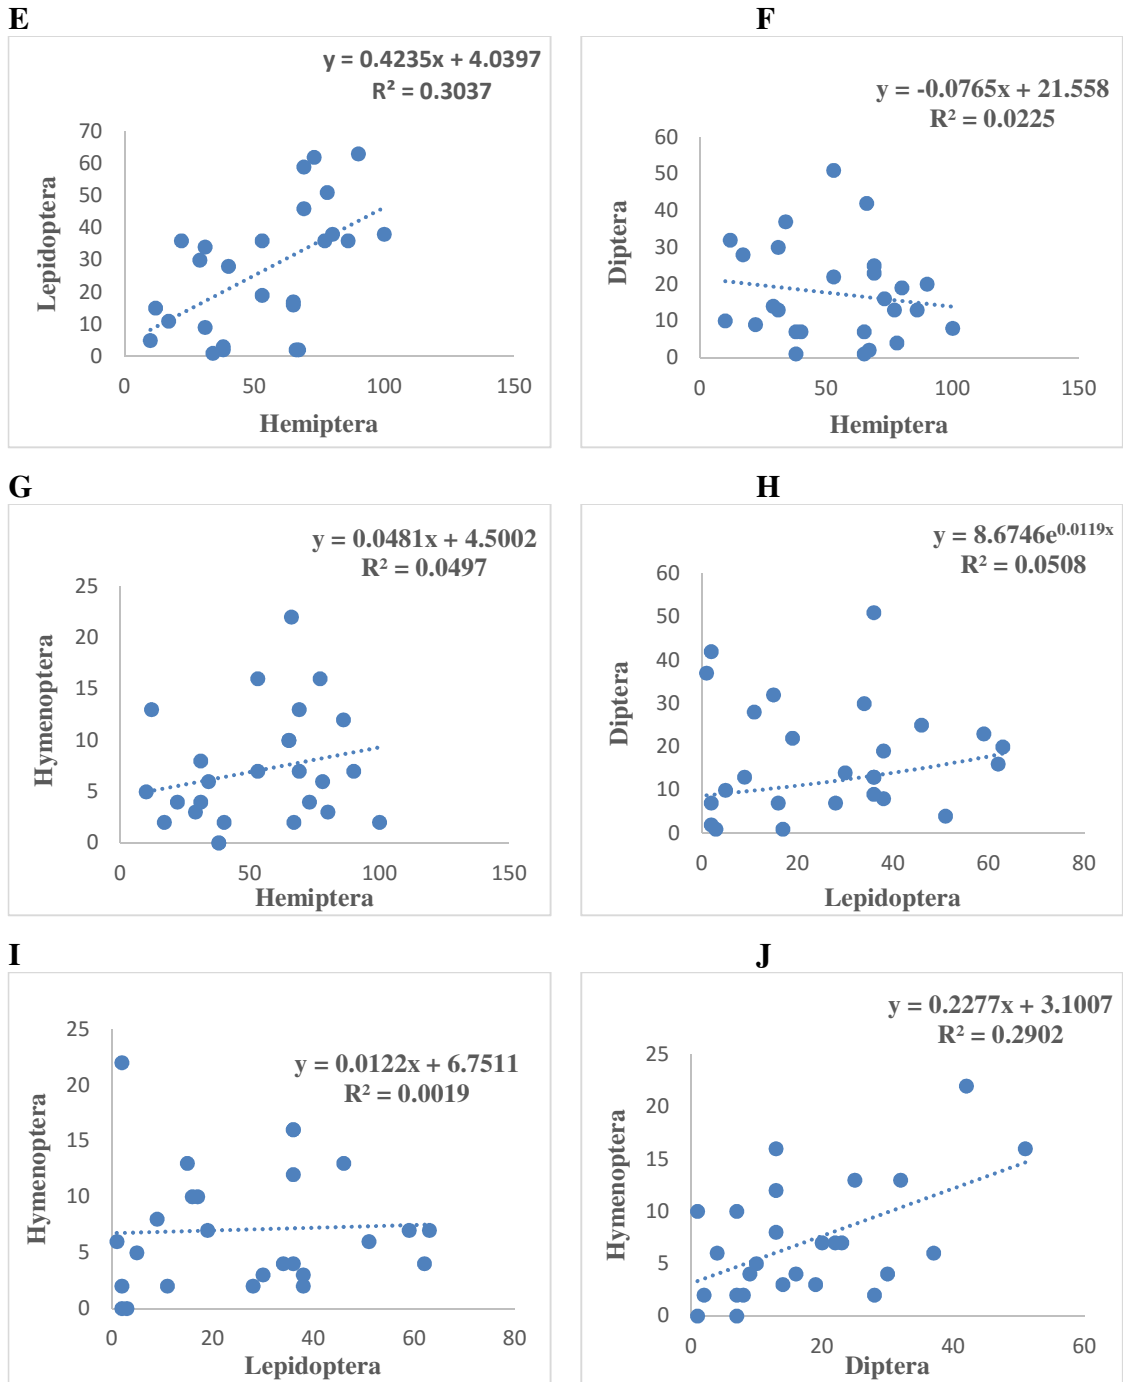 E
y = 0.4235x + 4.0397
R² = 0.3037
70
60
50
40
30
20
10
0
0 50 100 150
Lepidoptera
Hemiptera
F
y = -0.0765x + 21.558
R² = 0.0225
60
50
40
30
20
10
0
0 50 100 150
Diptera
Hemiptera
G
y = 0.0481x + 4.5002
R² = 0.0497
25
20
15
10
5
0
0 50 100 150
Hymenoptera
Hemiptera
H
y = 8.6746e^0.0119x
R² = 0.0508
60
50
40
30
20
10
0
0 20 40 60 80
Diptera
Lepidoptera
I
y = 0.0122x + 6.7511
R² = 0.0019
25
20
15
10
5
0
0 20 40 60 80
Hymenoptera
Lepidoptera
J
y = 0.2277x + 3.1007
R² = 0.2902
25
20
15
10
5
0
0 20 40 60
Hymenoptera
Diptera